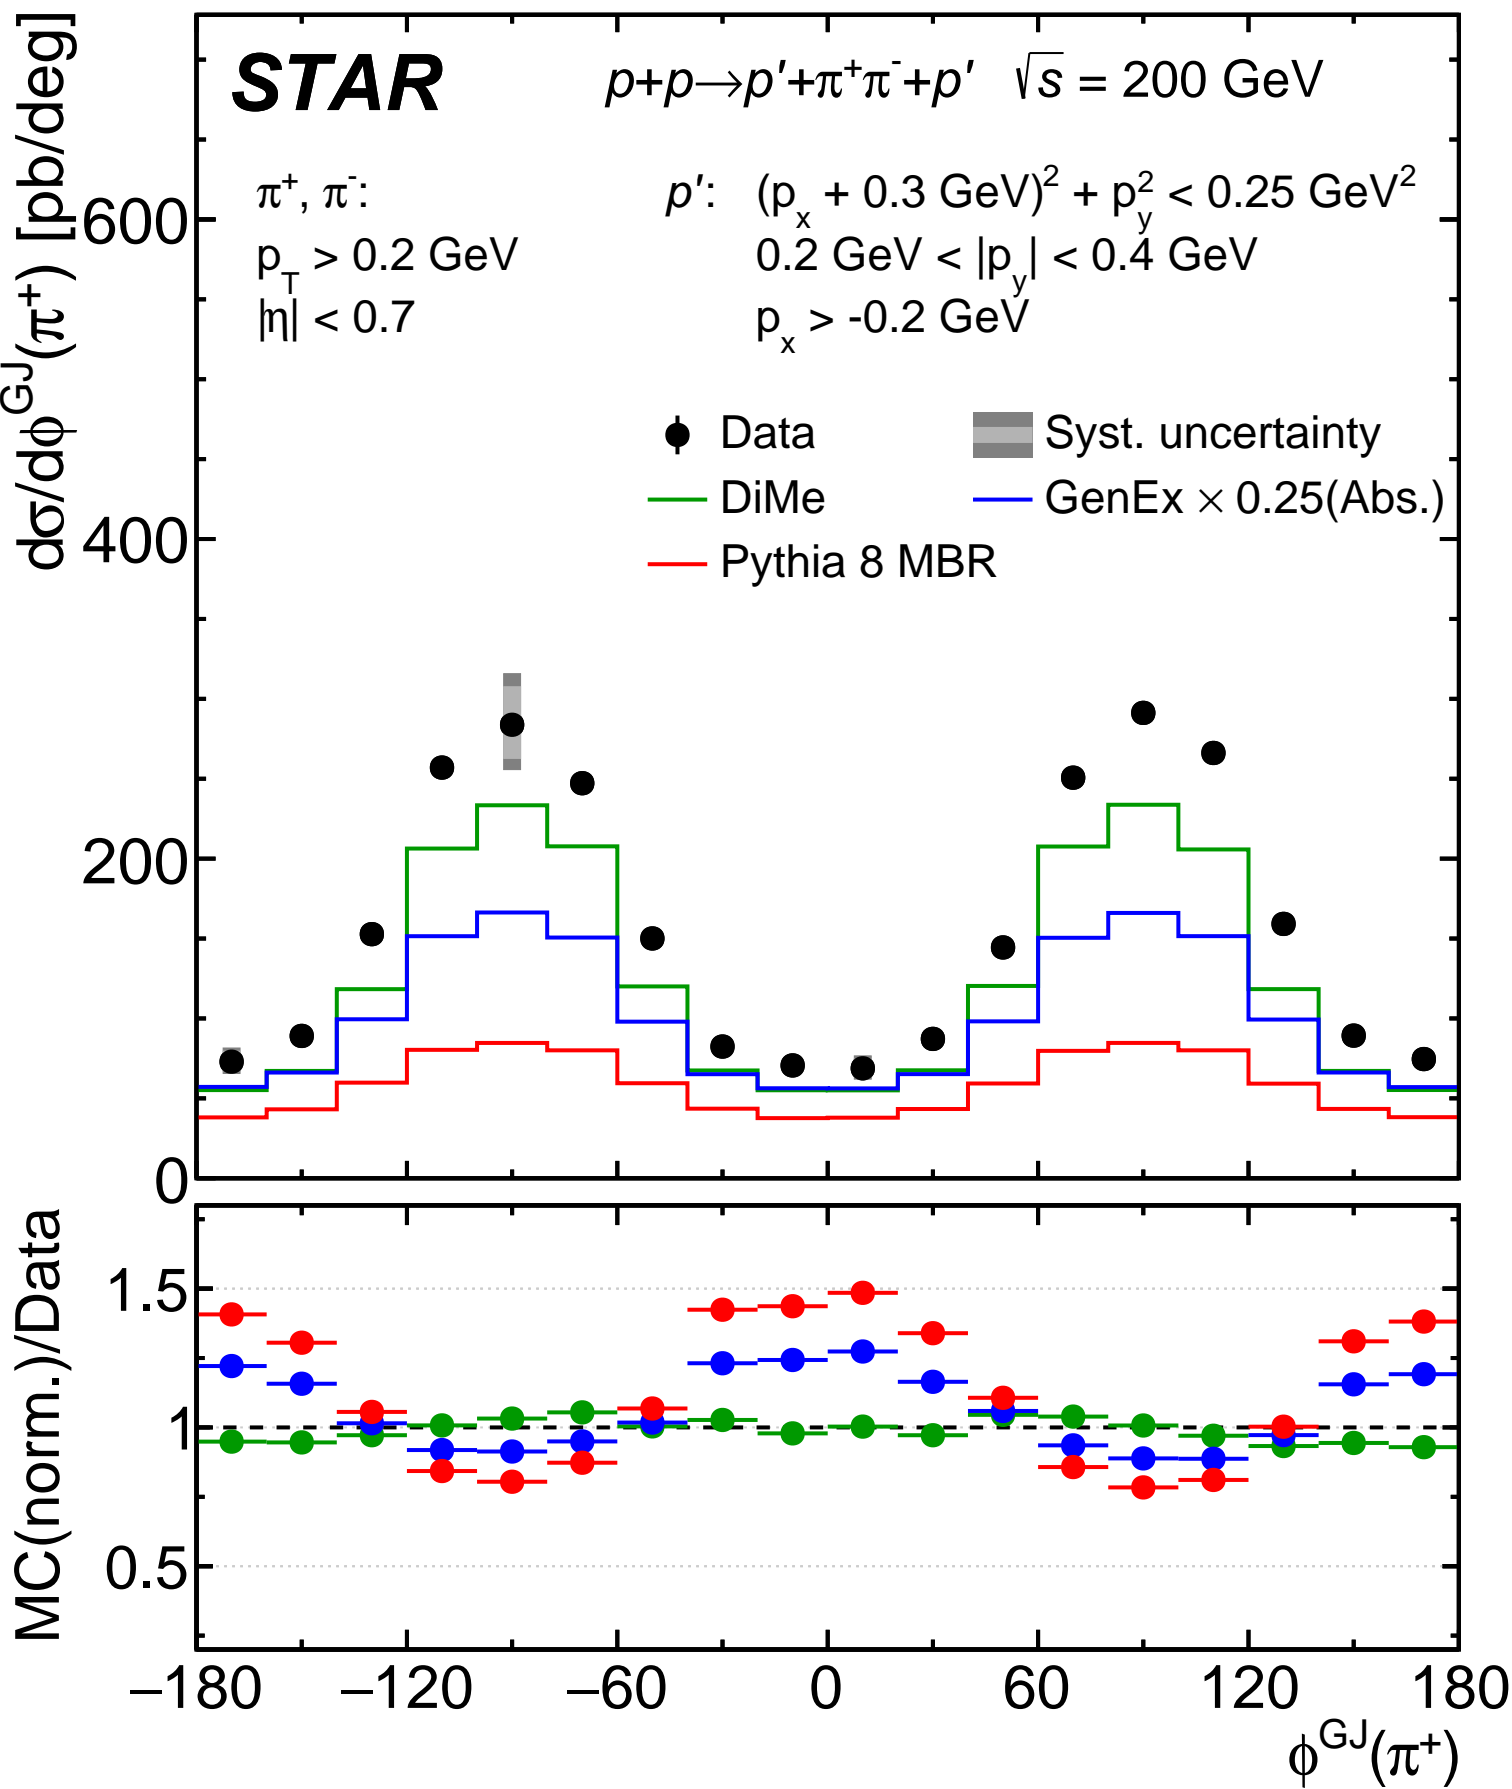 STAR p+p→p′+π⁺π⁻+p′ √s = 200 GeV
π⁺, π⁻: p′: (pₓ + 0.3 GeV)² + p_y² < 0.25 GeV²
p_T > 0.2 GeV 0.2 GeV < |p_y| < 0.4 GeV
|η| < 0.7 pₓ > -0.2 GeV
Data Syst. uncertainty
DiMe GenEx × 0.25(Abs.)
Pythia 8 MBR
dσ/dϕ^GJ(π⁺) [pb/deg]
600
400
200
0
MC(norm.)/Data
1.5
1
0.5
−180 −120 −60 0 60 120 180
ϕ^GJ(π⁺)